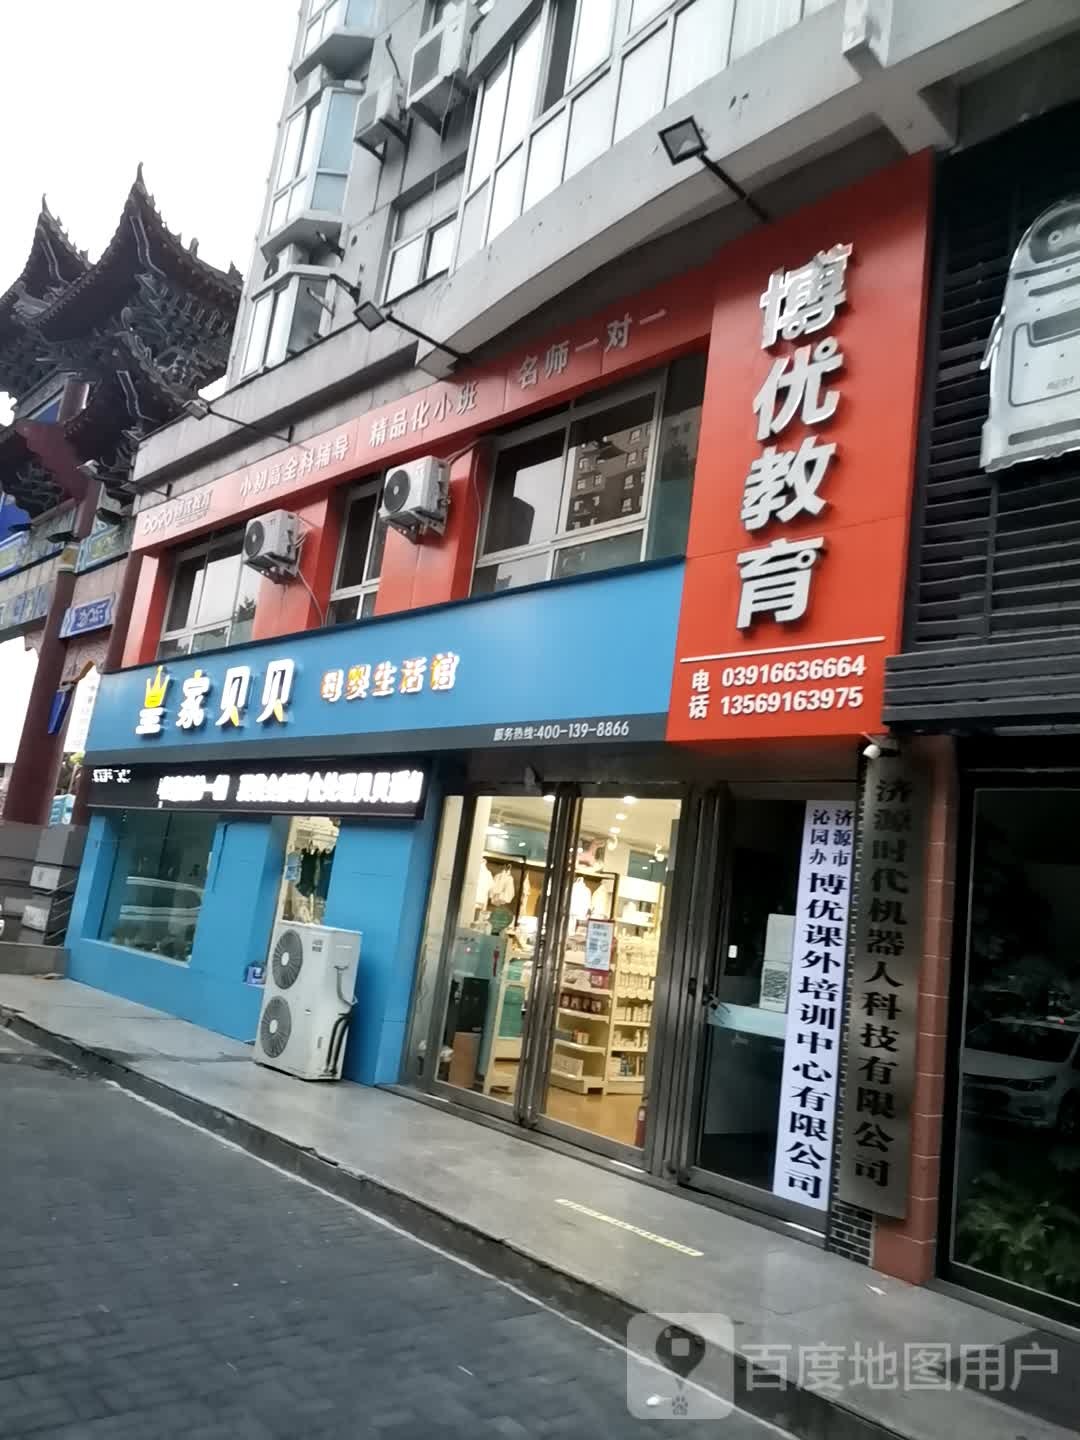 博优教育
电话 03916636664
13569163975
博优教育 小初高全科辅导 精品化小班 名师一对一
皇家贝贝 母婴生活馆
服务热线:400-139-8866
济源市
沁园办
博优课外培训中心有限公司
济源时代机器人科技有限公司
百度地图用户